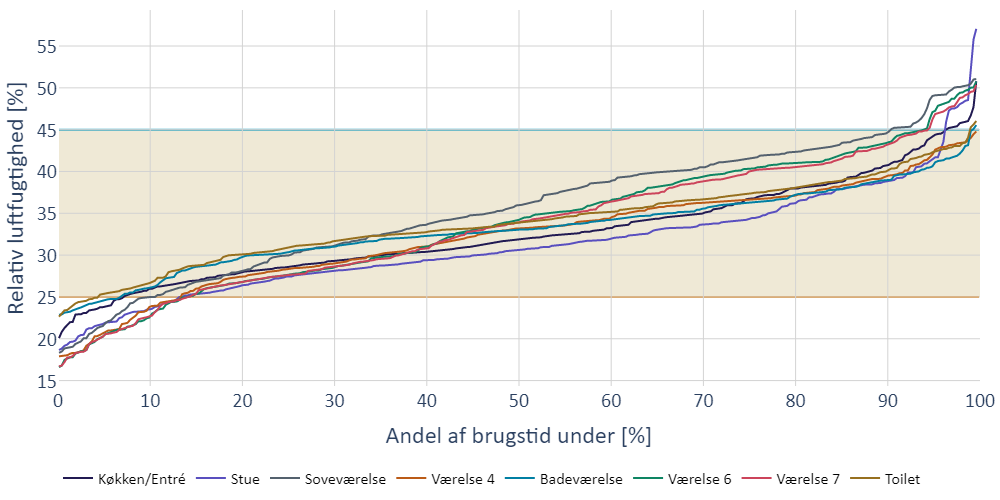 Relativ luftfugtighed [%]
55
50
45
40
35
30
25
20
15
0 10 20 30 40 50 60 70 80 90 100
Andel af brugstid under [%]
Køkken/Entré Stue Soveværelse Værelse 4 Badeværelse Værelse 6 Værelse 7 Toilet